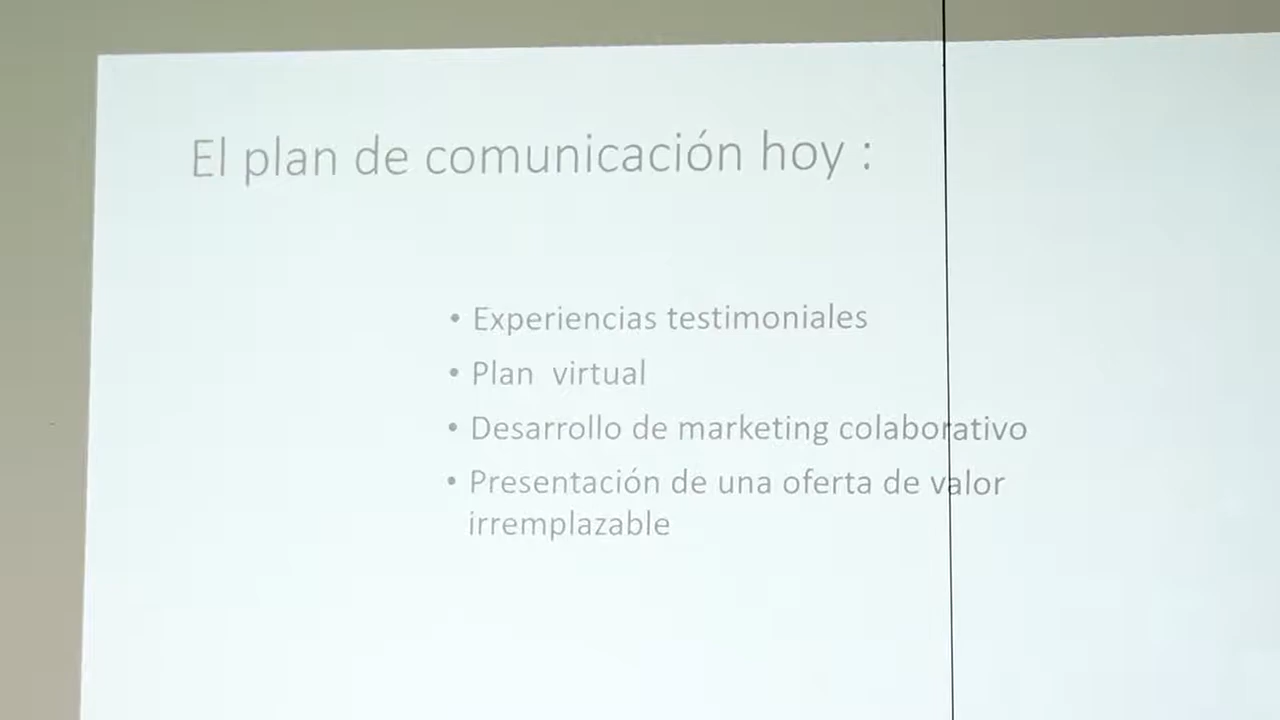 El plan de comunicación hoy :
• Experiencias testimoniales
• Plan  virtual
• Desarrollo de marketing colaborativo
• Presentación de una oferta de valor
irremplazable